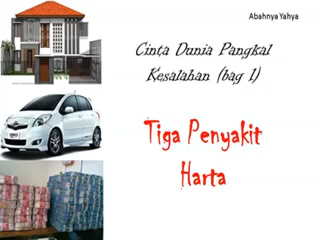 Abahnya Yahya
Cinta Dunia Pangkal
Kesalahan (bag 1)
Tiga Penyakit
Harta